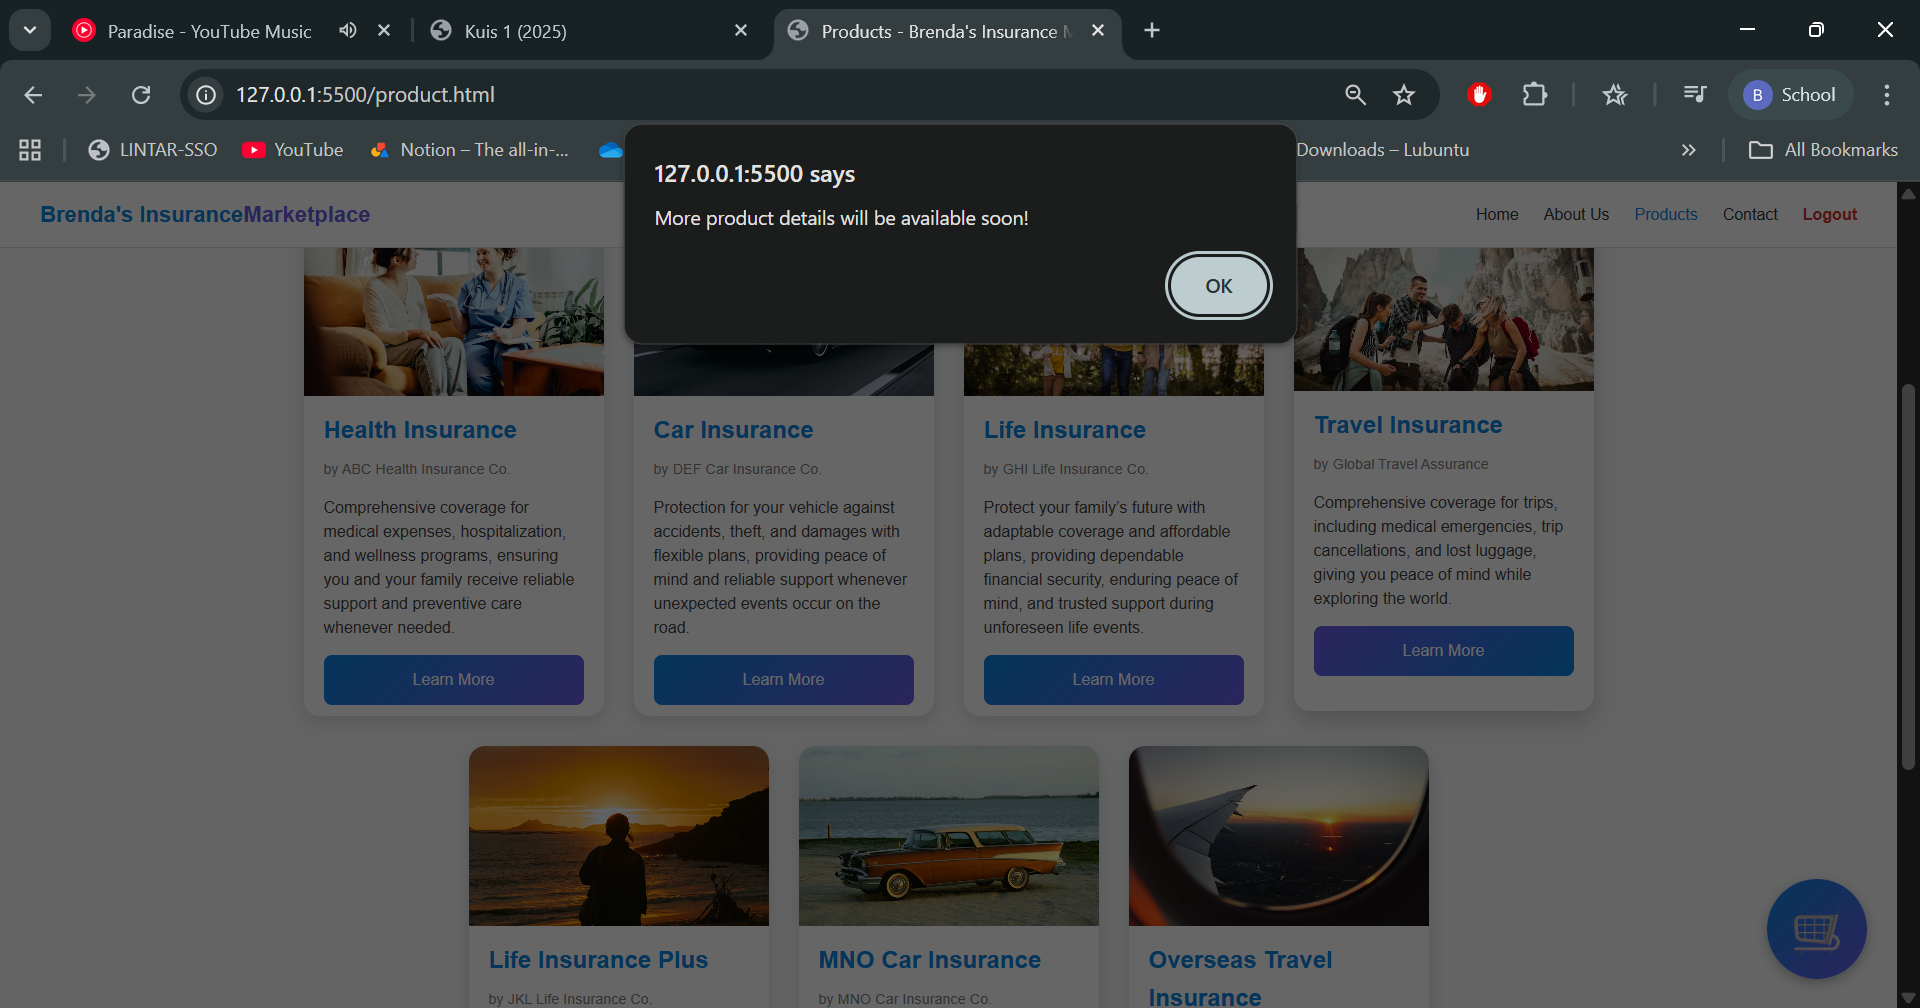 Paradise - YouTube Music
Kuis 1 (2025)
Products - Brenda's Insurance
127.0.0.1:5500/product.html
B School
LINTAR-SSO
YouTube
Notion – The all-in-...
Downloads – Lubuntu
All Bookmarks
127.0.0.1:5500 says
More product details will be available soon!
OK
Brenda's InsuranceMarketplace
Home
About Us
Products
Contact
Logout
Health Insurance
by ABC Health Insurance Co.
Comprehensive coverage for
medical expenses, hospitalization,
and wellness programs, ensuring
you and your family receive reliable
support and preventive care
whenever needed.
Learn More
Car Insurance
by DEF Car Insurance Co.
Protection for your vehicle against
accidents, theft, and damages with
flexible plans, providing peace of
mind and reliable support whenever
unexpected events occur on the
road.
Learn More
Life Insurance
by GHI Life Insurance Co.
Protect your family’s future with
adaptable coverage and affordable
plans, providing dependable
financial security, enduring peace of
mind, and trusted support during
unforeseen life events.
Learn More
Travel Insurance
by Global Travel Assurance
Comprehensive coverage for trips,
including medical emergencies, trip
cancellations, and lost luggage,
giving you peace of mind while
exploring the world.
Learn More
Life Insurance Plus
by JKL Life Insurance Co.
MNO Car Insurance
by MNO Car Insurance Co.
Overseas Travel
Insurance